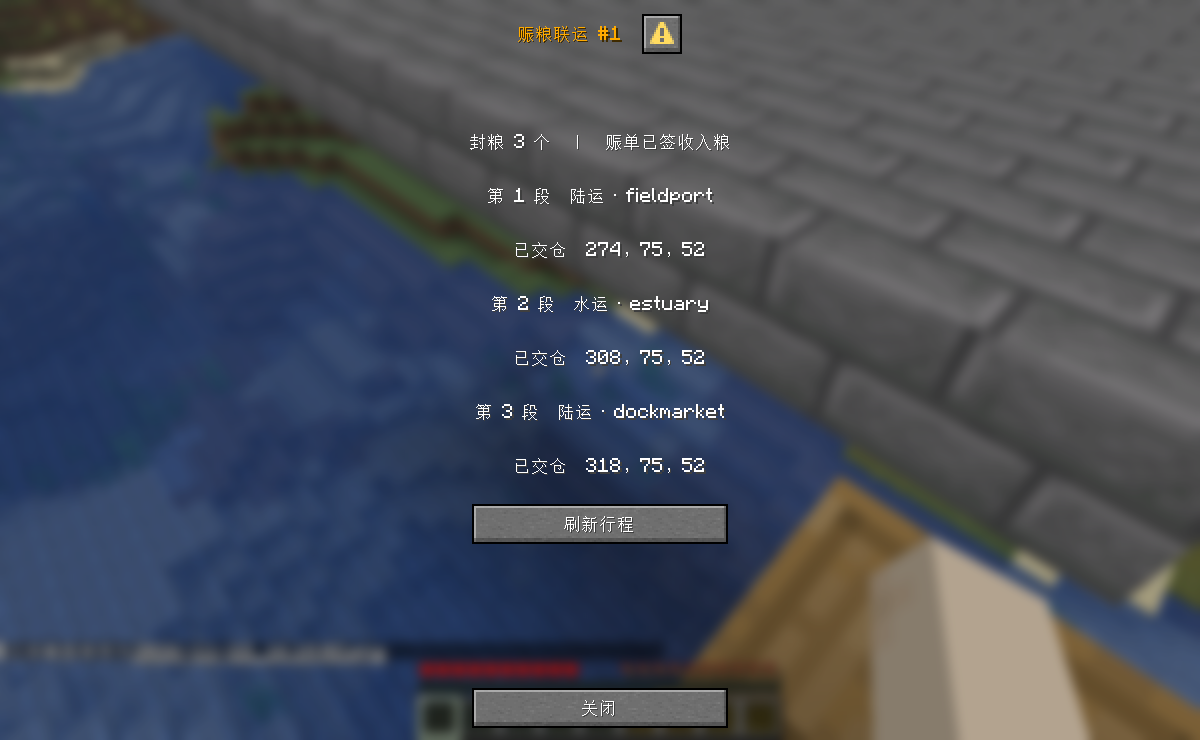 赈粮联运 #1
封粮 3 个 | 赈单已签收入粮
第 1 段 陆运 · fieldport
已交仓 274, 75, 52
第 2 段 水运 · estuary
已交仓 308, 75, 52
第 3 段 陆运 · dockmarket
已交仓 318, 75, 52
刷新行程
关闭